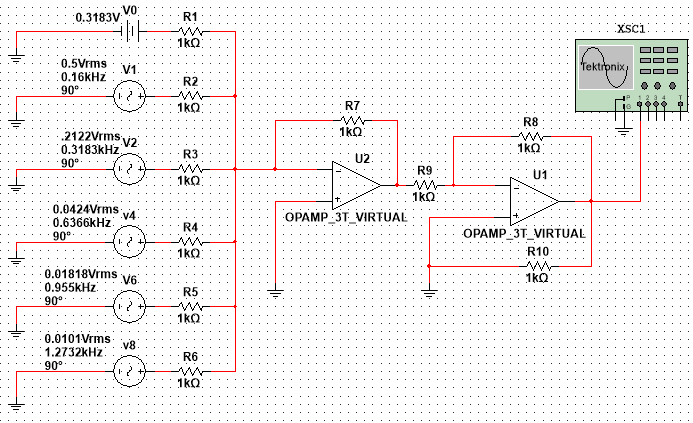 V0
0.3183V
R1
1kΩ
0.5Vrms
0.16kHz
90°
V1
R2
1kΩ
.2122Vrms
0.3183kHz
90°
V2
R3
1kΩ
0.0424Vrms
0.6366kHz
90°
v4
R4
1kΩ
0.01818Vrms
0.955kHz
90°
V6
R5
1kΩ
0.0101Vrms
1.2732kHz
90°
v8
R6
1kΩ
R7
1kΩ
U2
OPAMP_3T_VIRTUAL
R9
1kΩ
R8
1kΩ
U1
OPAMP_3T_VIRTUAL
R10
1kΩ
XSC1
Tektronix
P
G
1 2 3 4 T